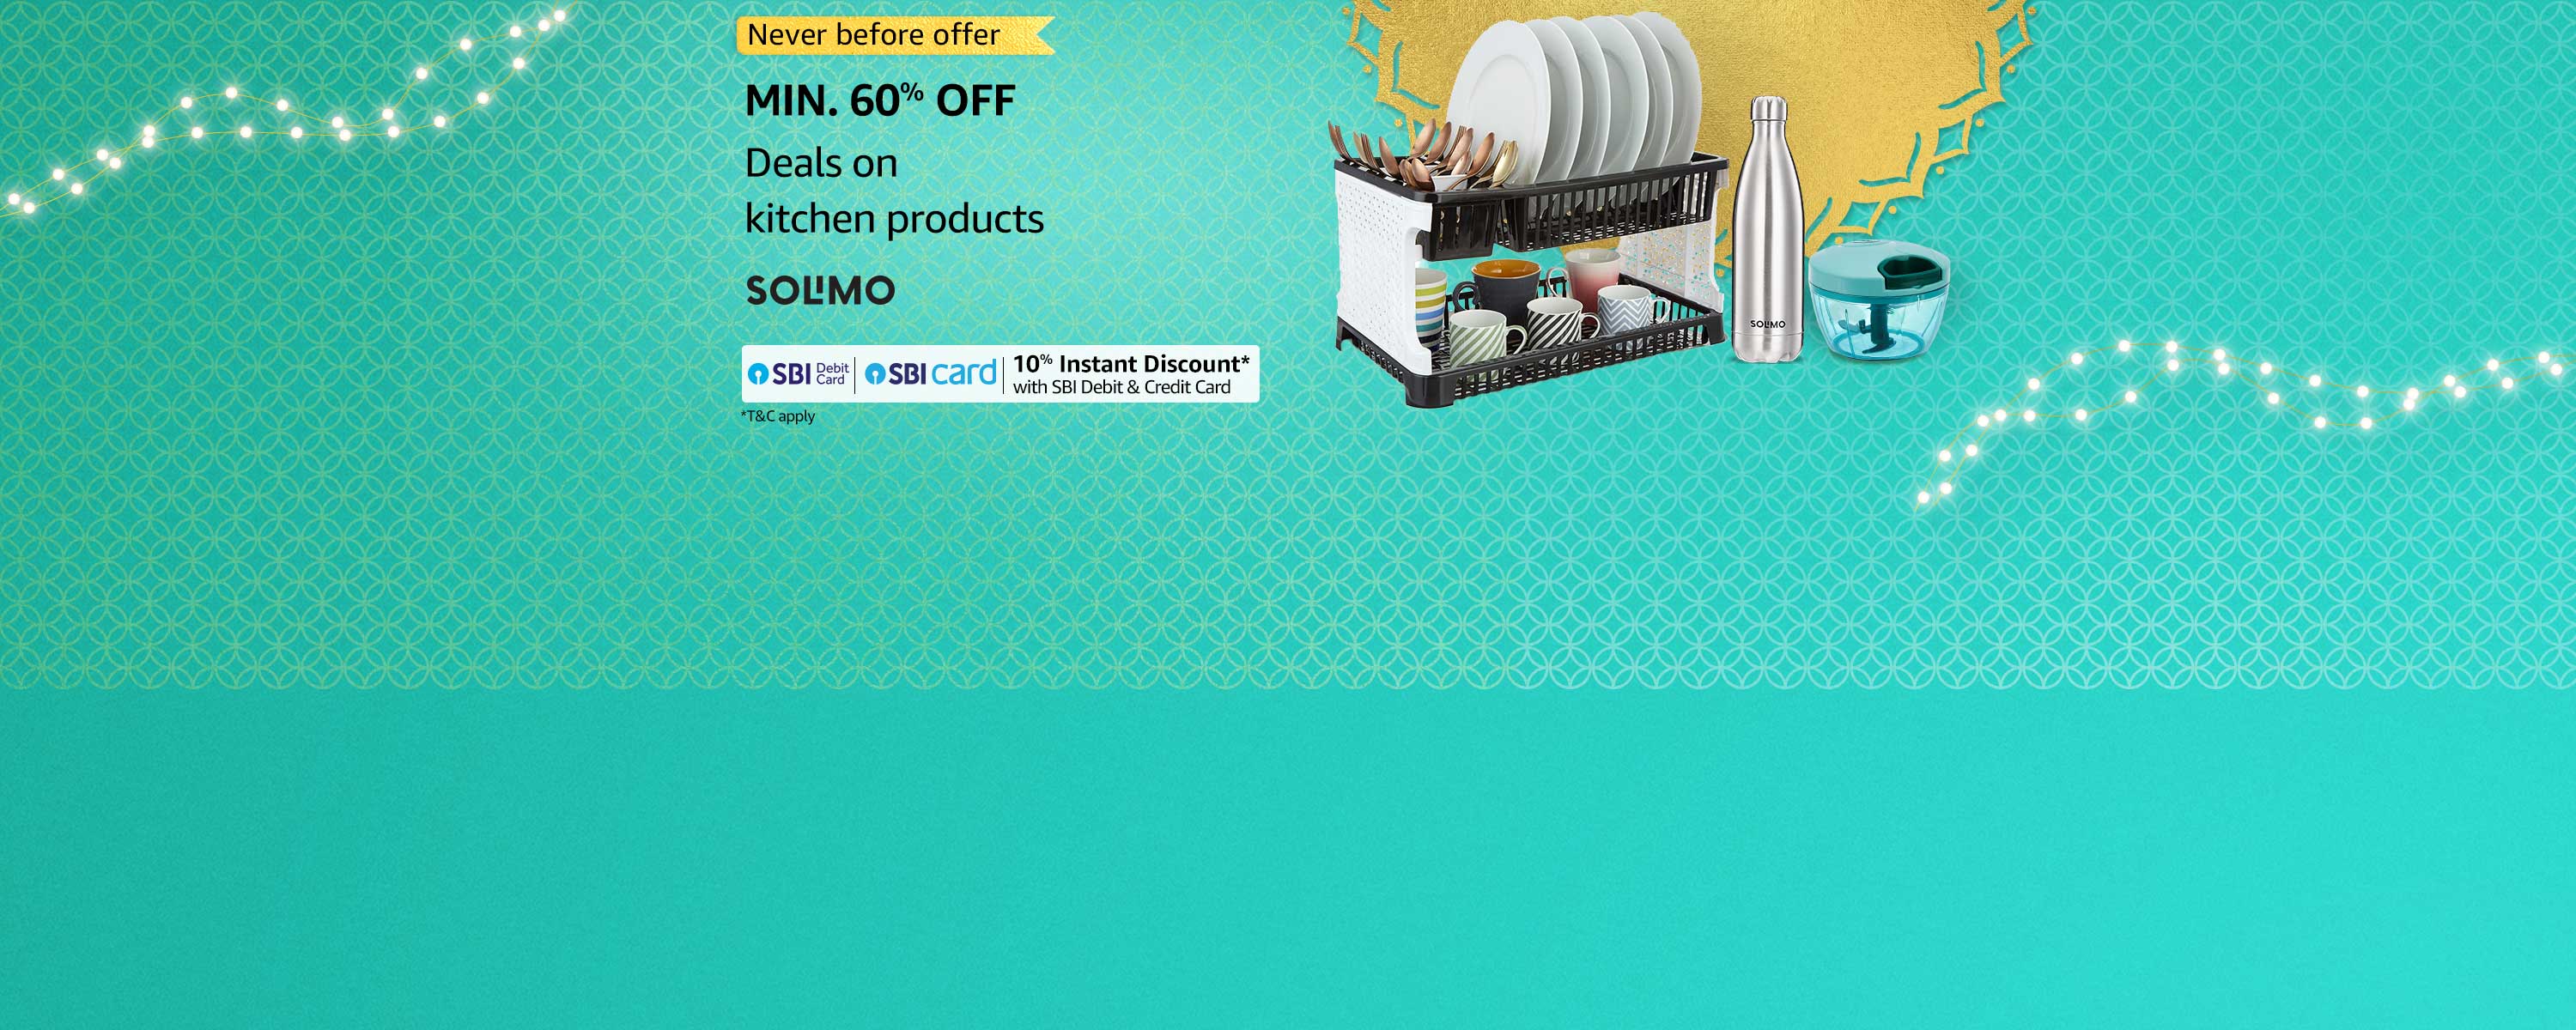 Never before offer
MIN. 60% OFF
Deals on
kitchen products
SOLIMO
SBI Debit Card
SBI card
10% Instant Discount*
with SBI Debit & Credit Card
*T&C apply
SOLIMO